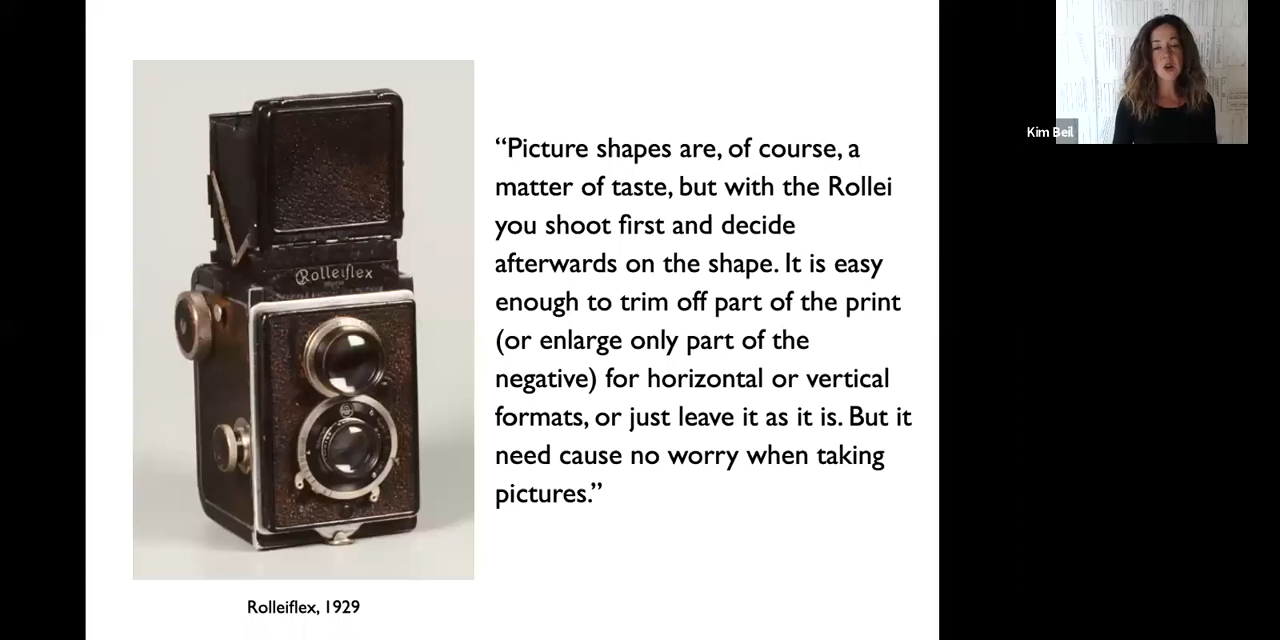 Rolleiflex
“Picture shapes are, of course, a
matter of taste, but with the Rollei
you shoot first and decide
afterwards on the shape. It is easy
enough to trim off part of the print
(or enlarge only part of the
negative) for horizontal or vertical
formats, or just leave it as it is. But it
need cause no worry when taking
pictures.”
Rolleiflex, 1929
Kim Beil